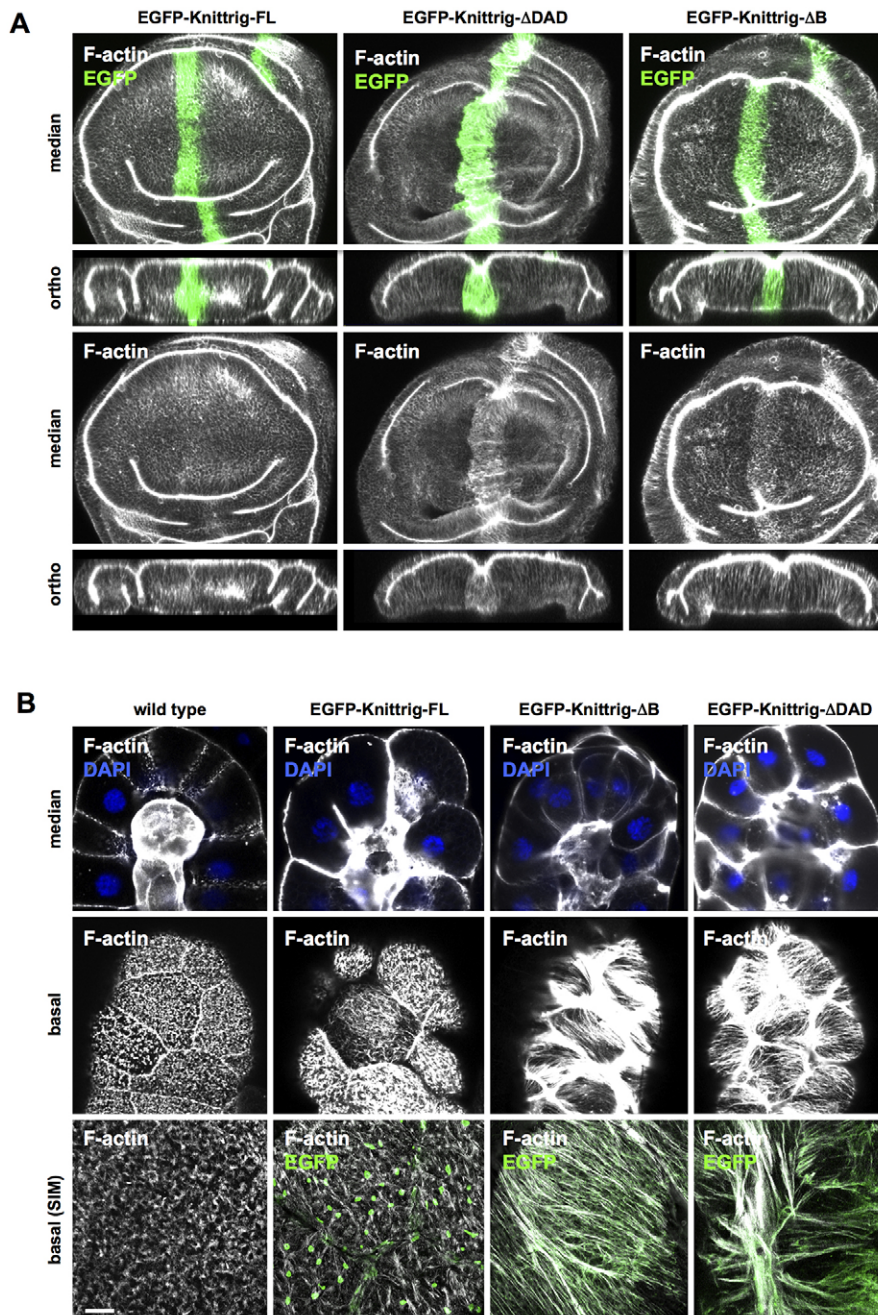 A
EGFP-Knittrig-FL
EGFP-Knittrig-ΔDAD
EGFP-Knittrig-ΔB
median
F-actin
EGFP
F-actin
EGFP
F-actin
EGFP
ortho
median
F-actin
F-actin
F-actin
ortho
B
wild type
EGFP-Knittrig-FL
EGFP-Knittrig-ΔB
EGFP-Knittrig-ΔDAD
median
F-actin
DAPI
F-actin
DAPI
F-actin
DAPI
F-actin
DAPI
basal
F-actin
F-actin
F-actin
F-actin
basal (SIM)
F-actin
F-actin
EGFP
F-actin
EGFP
F-actin
EGFP